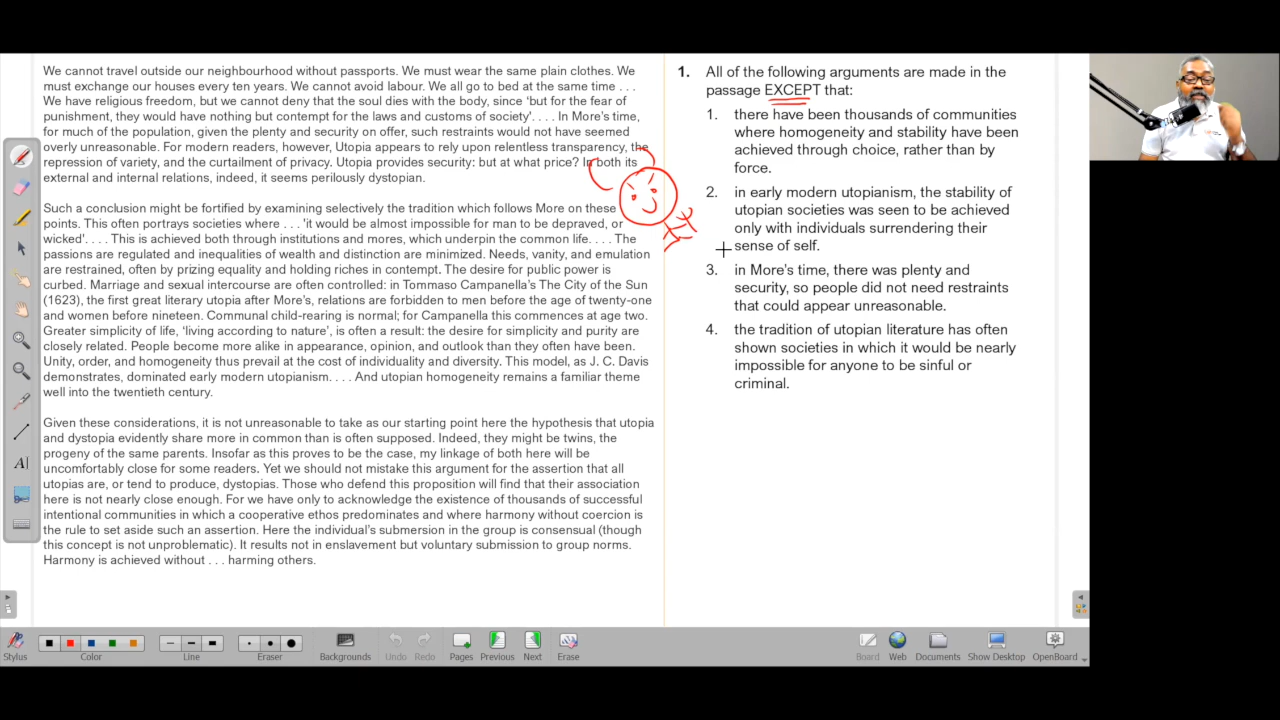 We cannot travel outside our neighbourhood without passports. We must wear the same plain clothes. We
must exchange our houses every ten years. We cannot avoid labour. We all go to bed at the same time . . .
We have religious freedom, but we cannot deny that the soul dies with the body, since 'but for the fear of
punishment, they would have nothing but contempt for the laws and customs of society'. . . . In More's time,
for much of the population, given the plenty and security on offer, such restraints would not have seemed
overly unreasonable. For modern readers, however, Utopia appears to rely upon relentless transparency, the
repression of variety, and the curtailment of privacy. Utopia provides security: but at what price? In both its
external and internal relations, indeed, it seems perilously dystopian.
Such a conclusion might be fortified by examining selectively the tradition which follows More on these
points. This often portrays societies where . . . 'it would be almost impossible for man to be depraved, or
wicked'. . . . This is achieved both through institutions and mores, which underpin the common life. . . . The
passions are regulated and inequalities of wealth and distinction are minimized. Needs, vanity, and emulation
are restrained, often by prizing equality and holding riches in contempt. The desire for public power is
curbed. Marriage and sexual intercourse are often controlled: in Tommaso Campanella's The City of the Sun
(1623), the first great literary utopia after More's, relations are forbidden to men before the age of twenty-one
and women before nineteen. Communal child-rearing is normal; for Campanella this commences at age two.
Greater simplicity of life, 'living according to nature', is often a result: the desire for simplicity and purity are
closely related. People become more alike in appearance, opinion, and outlook than they often have been.
Unity, order, and homogeneity thus prevail at the cost of individuality and diversity. This model, as J. C. Davis
demonstrates, dominated early modern utopianism. . . . And utopian homogeneity remains a familiar theme
well into the twentieth century.
Given these considerations, it is not unreasonable to take as our starting point here the hypothesis that utopia
and dystopia evidently share more in common than is often supposed. Indeed, they might be twins, the
progeny of the same parents. Insofar as this proves to be the case, my linkage of both here will be
uncomfortably close for some readers. Yet we should not mistake this argument for the assertion that all
utopias are, or tend to produce, dystopias. Those who defend this proposition will find that their association
here is not nearly close enough. For we have only to acknowledge the existence of thousands of successful
intentional communities in which a cooperative ethos predominates and where harmony without coercion is
the rule to set aside such an assertion. Here the individual's submersion in the group is consensual (though
this concept is not unproblematic). It results not in enslavement but voluntary submission to group norms.
Harmony is achieved without . . . harming others.
1. All of the following arguments are made in the
passage EXCEPT that:
1. there have been thousands of communities
where homogeneity and stability have been
achieved through choice, rather than by
force.
2. in early modern utopianism, the stability of
utopian societies was seen to be achieved
only with individuals surrendering their
sense of self.
3. in More's time, there was plenty and
security, so people did not need restraints
that could appear unreasonable.
4. the tradition of utopian literature has often
shown societies in which it would be nearly
impossible for anyone to be sinful or
criminal.
Stylus Color Line Eraser Backgrounds Undo Redo Pages Previous Next Erase Board Web Documents Show Desktop OpenBoard